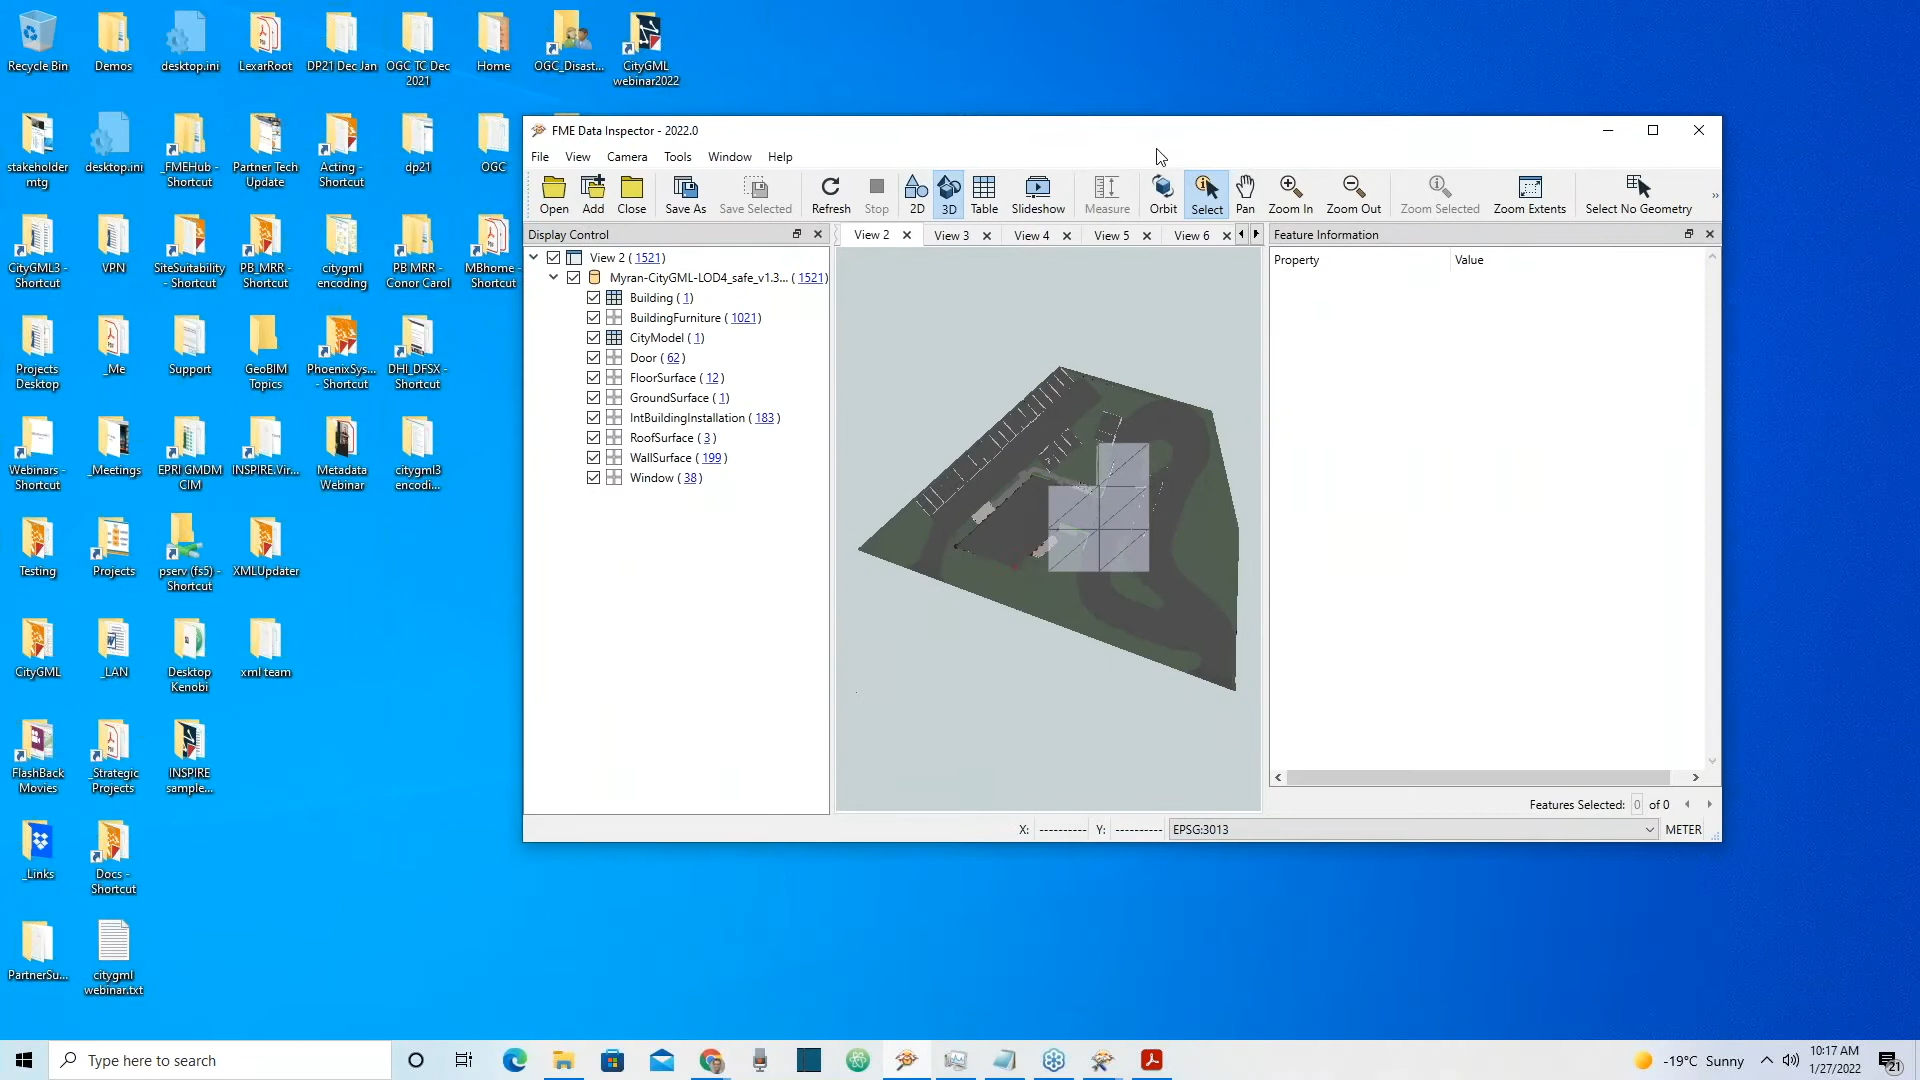 Recycle Bin
Demos
desktop.ini
LexarRoot
DP21 Dec Jan
OGC TC Dec
2021
Home
OGC_Disast...
CityGML
webinar2022
stakeholder
mtg
desktop.ini
_FMEHub -
Shortcut
Partner Tech
Update
Acting -
Shortcut
dp21
OGC
CityGML3 -
Shortcut
VPN
SiteSuitability
- Shortcut
PB_MRR -
Shortcut
citygml
encoding
PB MRR -
Conor Carol
MBhome -
Shortcut
Projects
Desktop
_Me
Support
GeoBIM
Topics
PhoenixSys...
- Shortcut
DHI_DFSX -
Shortcut
Webinars -
Shortcut
_Meetings
EPRI GMDM
CIM
INSPIRE.Vir...
Metadata
Webinar
citygml3
encodi...
Testing
Projects
pserv (fs5) -
Shortcut
XMLUpdater
CityGML
_LAN
Desktop
Kenobi
xml team
FlashBack
Movies
_Strategic
Projects
INSPIRE
sample...
_Links
Docs -
Shortcut
PartnerSu...
citygml
webinar.txt
FME Data Inspector - 2022.0
File View Camera Tools Window Help
Open Add Close Save As Save Selected Refresh Stop 2D 3D Table Slideshow Measure Orbit Select Pan Zoom In Zoom Out Zoom Selected Zoom Extents Select No Geometry »
Display Control
View 2 View 3 View 4 View 5 View 6
Feature Information
View 2 (1521)
Myran-CityGML-LOD4_safe_v1.3... (1521)
Building (1)
BuildingFurniture (1021)
CityModel (1)
Door (62)
FloorSurface (12)
GroundSurface (1)
IntBuildingInstallation (183)
RoofSurface (3)
WallSurface (199)
Window (38)
Property Value
Features Selected: 0 of 0
X: ---------- Y: ---------- EPSG:3013 METER
Type here to search
-19°C Sunny
10:17 AM
1/27/2022
21